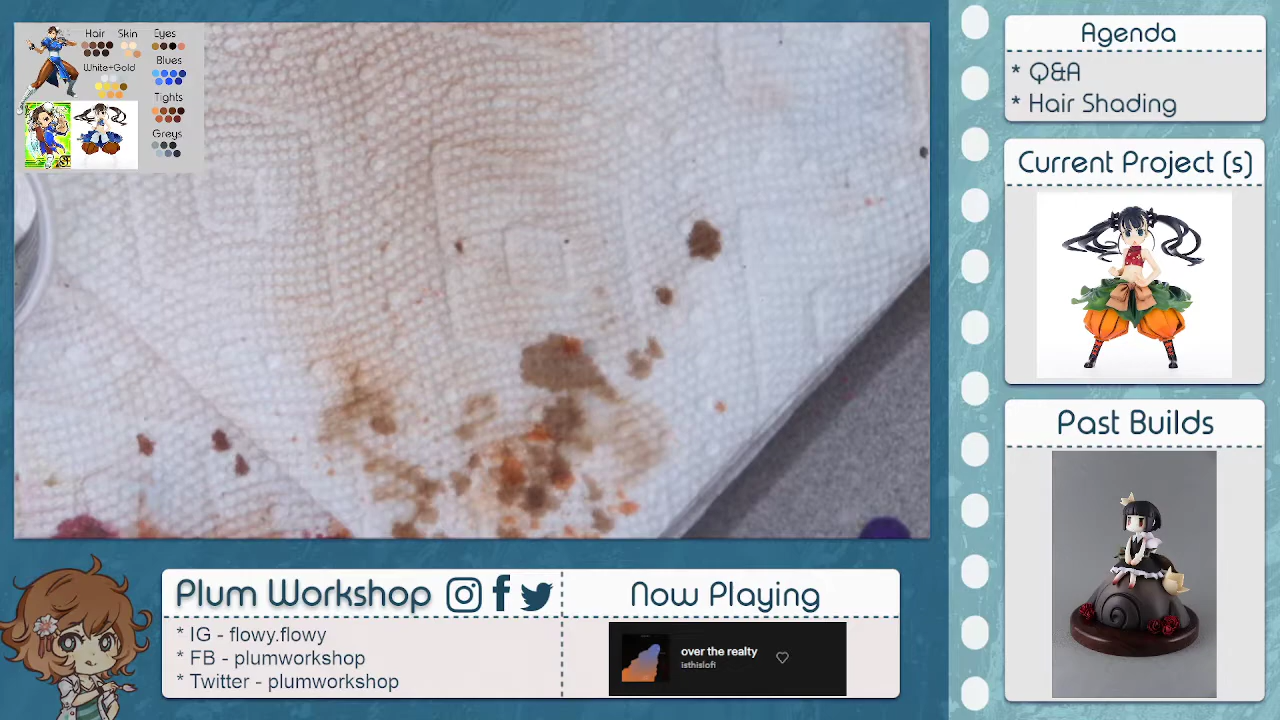 Hair Skin Eyes
White+Gold
Blues
Tights
Greys
Agenda
* Q&A
* Hair Shading
Current Project (s)
Past Builds
Plum Workshop
* IG - flowy.flowy
* FB - plumworkshop
* Twitter - plumworkshop
Now Playing
over the realty
isthislofi